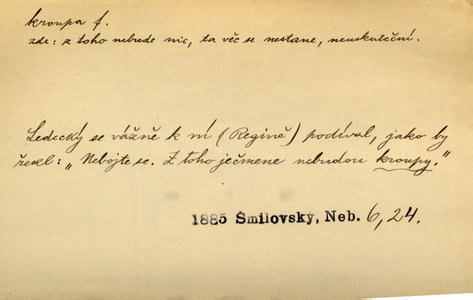 kroupa f.
zde: z toho nebude nic, ta věc se nestane, neuskuteční.
Ledecký se vážně k ní (Regině) podíval, jako by
řekl: „Nebojte se. Z toho ječmene nebudou kroupy."
1885 Šmilovský, Neb. 6, 24.